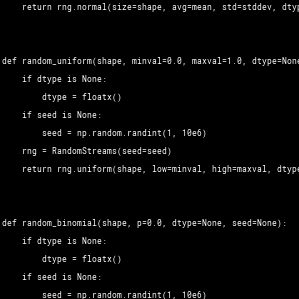 return rng.normal(size=shape, avg=mean, std=stddev, dtyp
def random_uniform(shape, minval=0.0, maxval=1.0, dtype=None
    if dtype is None:
        dtype = floatx()
    if seed is None:
        seed = np.random.randint(1, 10e6)
    rng = RandomStreams(seed=seed)
    return rng.uniform(shape, low=minval, high=maxval, dtype
def random_binomial(shape, p=0.0, dtype=None, seed=None):
    if dtype is None:
        dtype = floatx()
    if seed is None:
        seed = np.random.randint(1, 10e6)